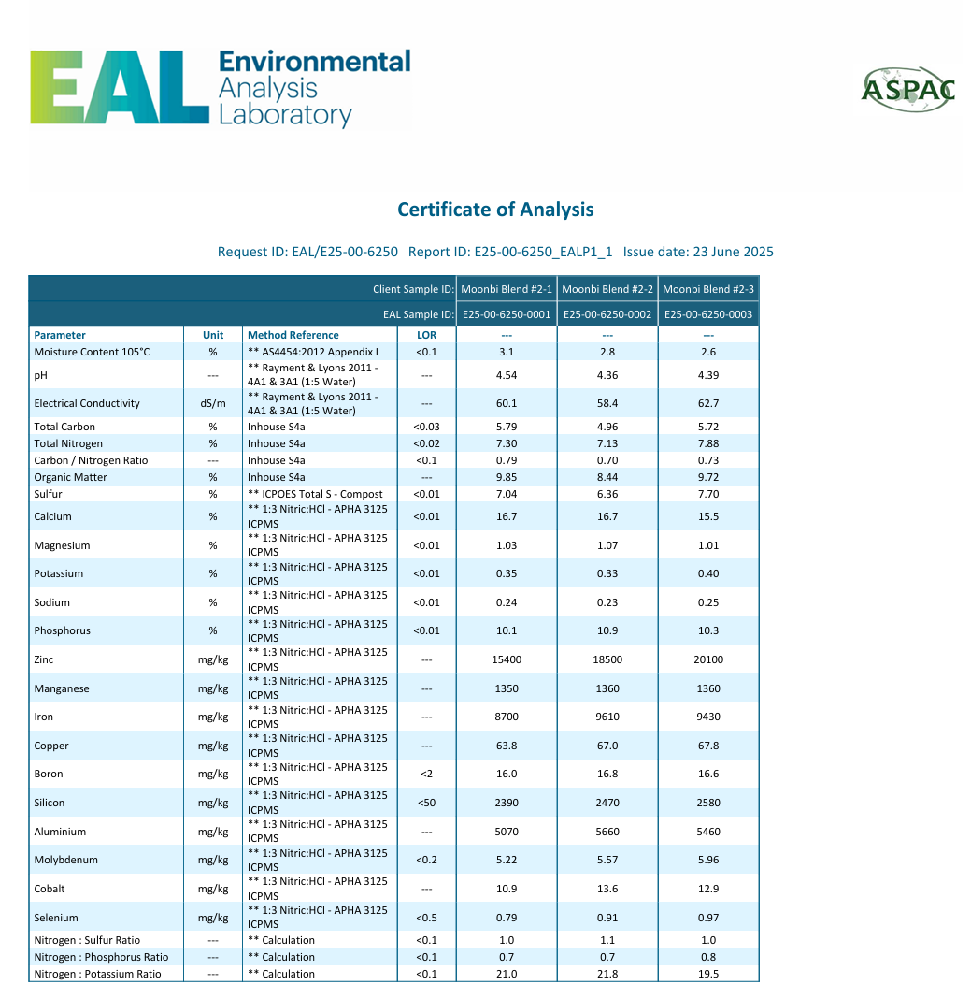 EAL Environmental
Analysis
Laboratory
ASPAC
Certificate of Analysis
Request ID: EAL/E25-00-6250 Report ID: E25-00-6250_EALP1_1 Issue date: 23 June 2025
Client Sample ID: Moonbi Blend #2-1 Moonbi Blend #2-2 Moonbi Blend #2-3
EAL Sample ID: E25-00-6250-0001 E25-00-6250-0002 E25-00-6250-0003
Parameter Unit Method Reference LOR --- --- ---
Moisture Content 105°C % ** AS4454:2012 Appendix I <0.1 3.1 2.8 2.6
pH --- ** Rayment & Lyons 2011 -
4A1 & 3A1 (1:5 Water) --- 4.54 4.36 4.39
Electrical Conductivity dS/m ** Rayment & Lyons 2011 -
4A1 & 3A1 (1:5 Water) --- 60.1 58.4 62.7
Total Carbon % Inhouse S4a <0.03 5.79 4.96 5.72
Total Nitrogen % Inhouse S4a <0.02 7.30 7.13 7.88
Carbon / Nitrogen Ratio --- Inhouse S4a <0.1 0.79 0.70 0.73
Organic Matter % Inhouse S4a --- 9.85 8.44 9.72
Sulfur % ** ICPOES Total S - Compost <0.01 7.04 6.36 7.70
Calcium % ** 1:3 Nitric:HCl - APHA 3125
ICPMS <0.01 16.7 16.7 15.5
Magnesium % ** 1:3 Nitric:HCl - APHA 3125
ICPMS <0.01 1.03 1.07 1.01
Potassium % ** 1:3 Nitric:HCl - APHA 3125
ICPMS <0.01 0.35 0.33 0.40
Sodium % ** 1:3 Nitric:HCl - APHA 3125
ICPMS <0.01 0.24 0.23 0.25
Phosphorus % ** 1:3 Nitric:HCl - APHA 3125
ICPMS <0.01 10.1 10.9 10.3
Zinc mg/kg ** 1:3 Nitric:HCl - APHA 3125
ICPMS --- 15400 18500 20100
Manganese mg/kg ** 1:3 Nitric:HCl - APHA 3125
ICPMS --- 1350 1360 1360
Iron mg/kg ** 1:3 Nitric:HCl - APHA 3125
ICPMS --- 8700 9610 9430
Copper mg/kg ** 1:3 Nitric:HCl - APHA 3125
ICPMS --- 63.8 67.0 67.8
Boron mg/kg ** 1:3 Nitric:HCl - APHA 3125
ICPMS <2 16.0 16.8 16.6
Silicon mg/kg ** 1:3 Nitric:HCl - APHA 3125
ICPMS <50 2390 2470 2580
Aluminium mg/kg ** 1:3 Nitric:HCl - APHA 3125
ICPMS --- 5070 5660 5460
Molybdenum mg/kg ** 1:3 Nitric:HCl - APHA 3125
ICPMS <0.2 5.22 5.57 5.96
Cobalt mg/kg ** 1:3 Nitric:HCl - APHA 3125
ICPMS --- 10.9 13.6 12.9
Selenium mg/kg ** 1:3 Nitric:HCl - APHA 3125
ICPMS <0.5 0.79 0.91 0.97
Nitrogen : Sulfur Ratio --- ** Calculation <0.1 1.0 1.1 1.0
Nitrogen : Phosphorus Ratio --- ** Calculation <0.1 0.7 0.7 0.8
Nitrogen : Potassium Ratio --- ** Calculation <0.1 21.0 21.8 19.5